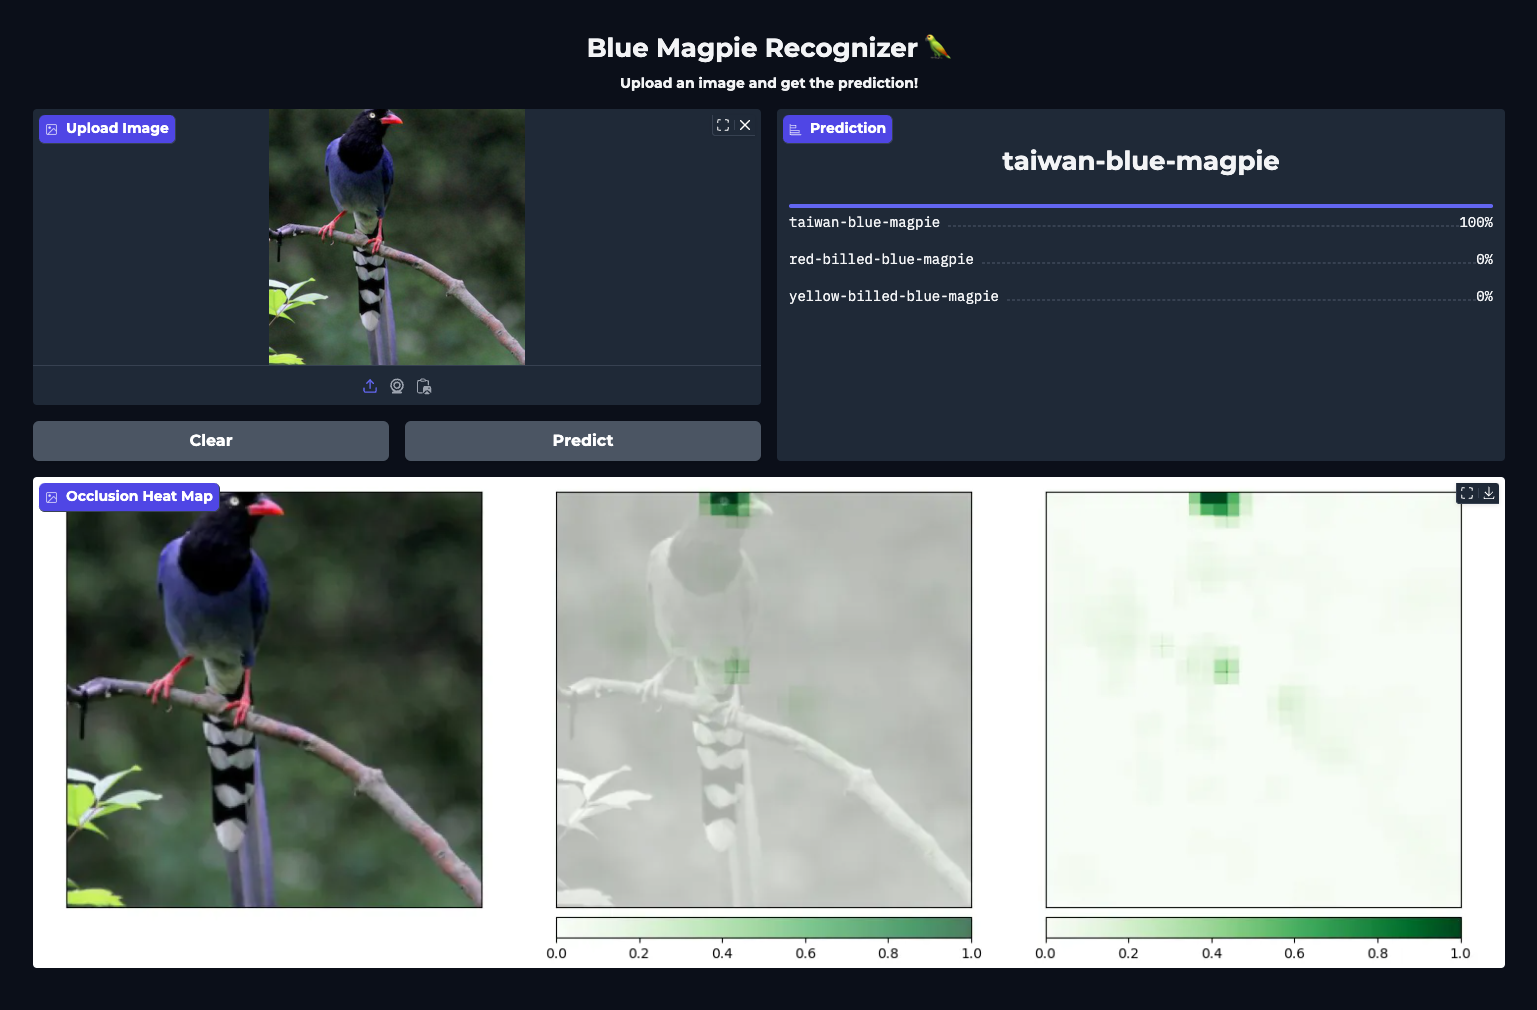 Blue Magpie Recognizer 🦜
Upload an image and get the prediction!
Upload Image
Prediction
taiwan-blue-magpie
taiwan-blue-magpie 100%
red-billed-blue-magpie 0%
yellow-billed-blue-magpie 0%
Clear
Predict
Occlusion Heat Map
0.0 0.2 0.4 0.6 0.8 1.0
0.0 0.2 0.4 0.6 0.8 1.0